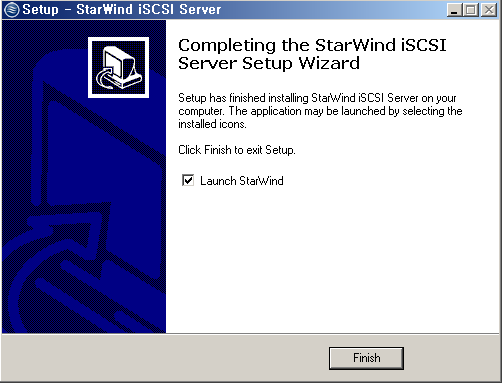 Setup - StarWind iSCSI Server
Completing the StarWind iSCSI
Server Setup Wizard
Setup has finished installing StarWind iSCSI Server on your
computer. The application may be launched by selecting the
installed icons.
Click Finish to exit Setup.
Launch StarWind
Finish